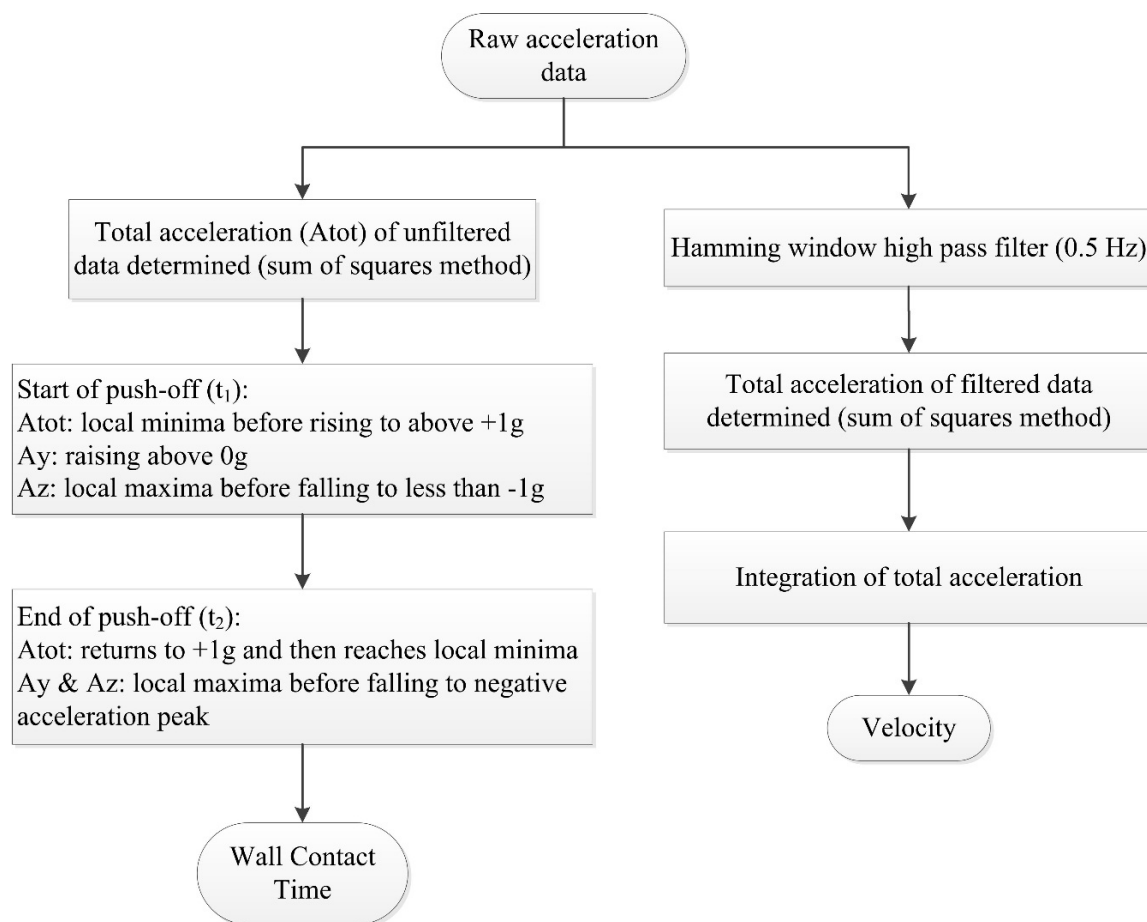 Raw acceleration
data
Total acceleration (Atot) of unfiltered
data determined (sum of squares method)
Start of push-off (t₁):
Atot: local minima before rising to above +1g
Ay: raising above 0g
Az: local maxima before falling to less than -1g
End of push-off (t₂):
Atot: returns to +1g and then reaches local minima
Ay & Az: local maxima before falling to negative
acceleration peak
Wall Contact
Time
Hamming window high pass filter (0.5 Hz)
Total acceleration of filtered data
determined (sum of squares method)
Integration of total acceleration
Velocity